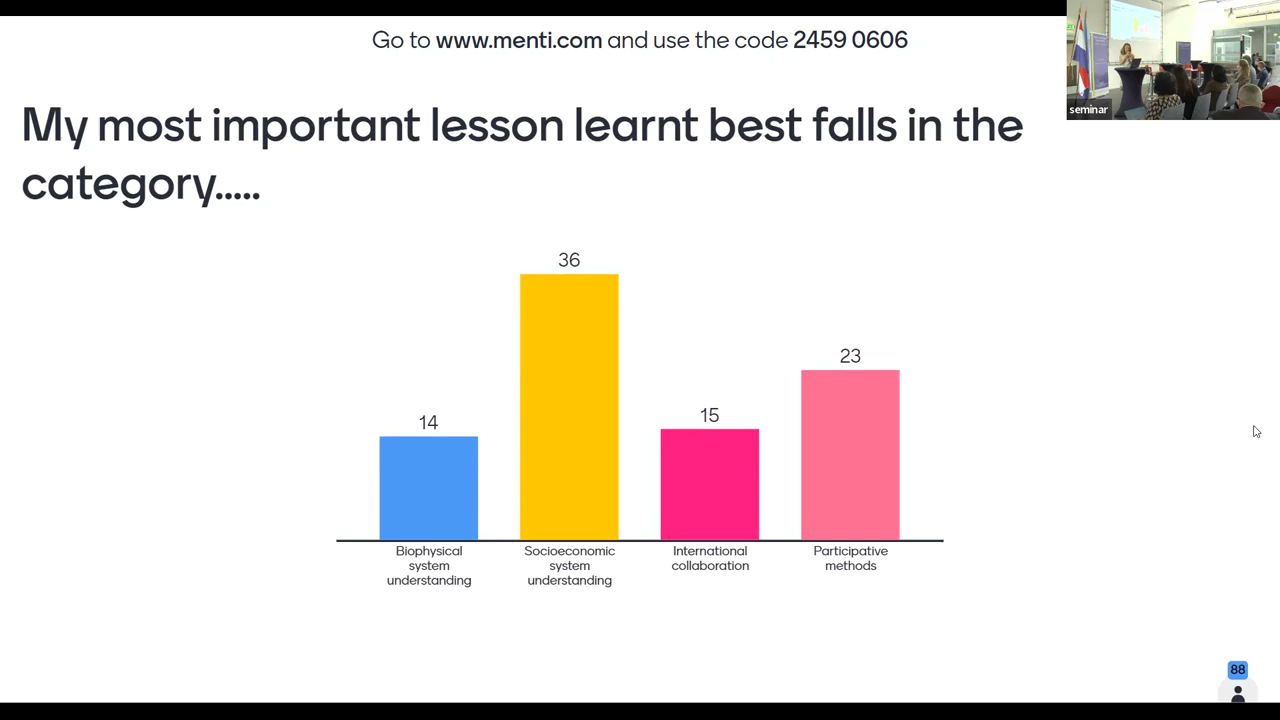 Go to www.menti.com and use the code 2459 0606
seminar
My most important lesson learnt best falls in the
category.....
14
36
15
23
Biophysical
system
understanding
Socioeconomic
system
understanding
International
collaboration
Participative
methods
88